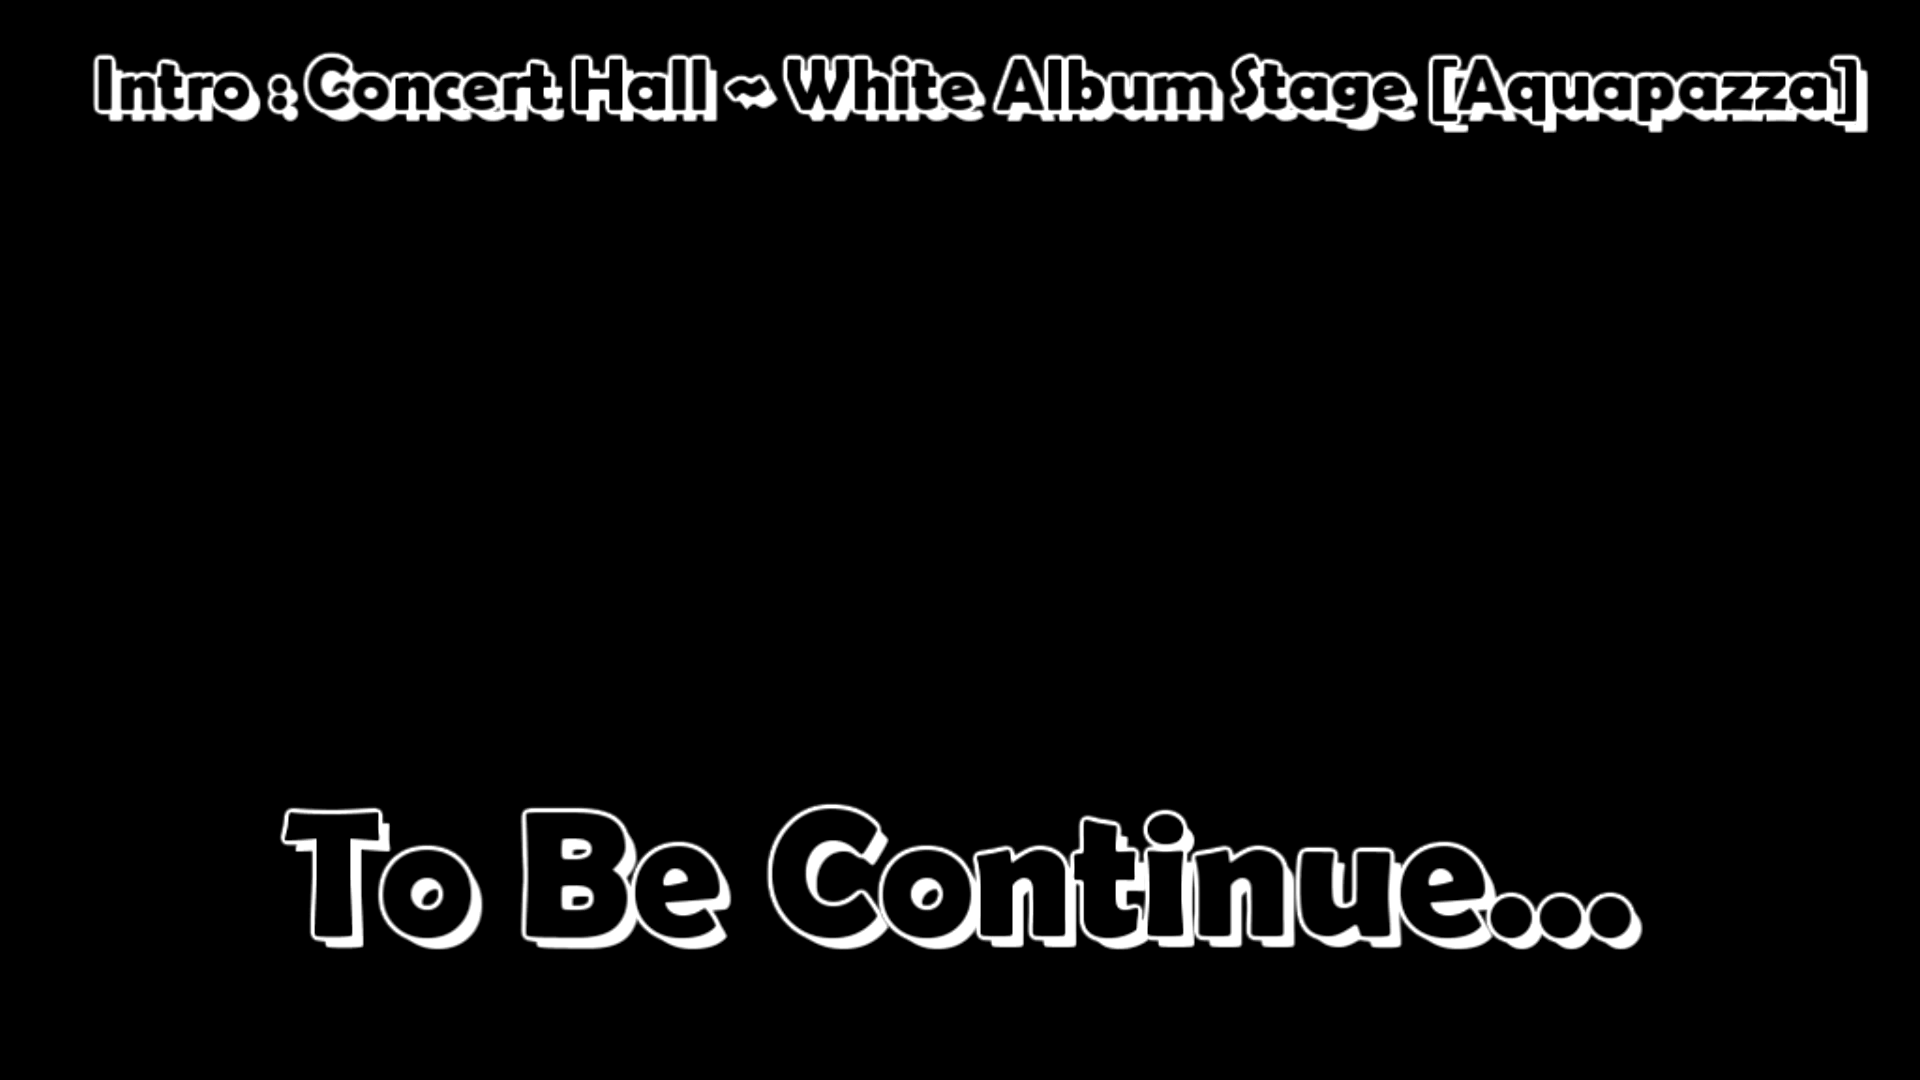 Intro : Concert Hall ~ White Album Stage [Aquapazza]
To Be Continue...